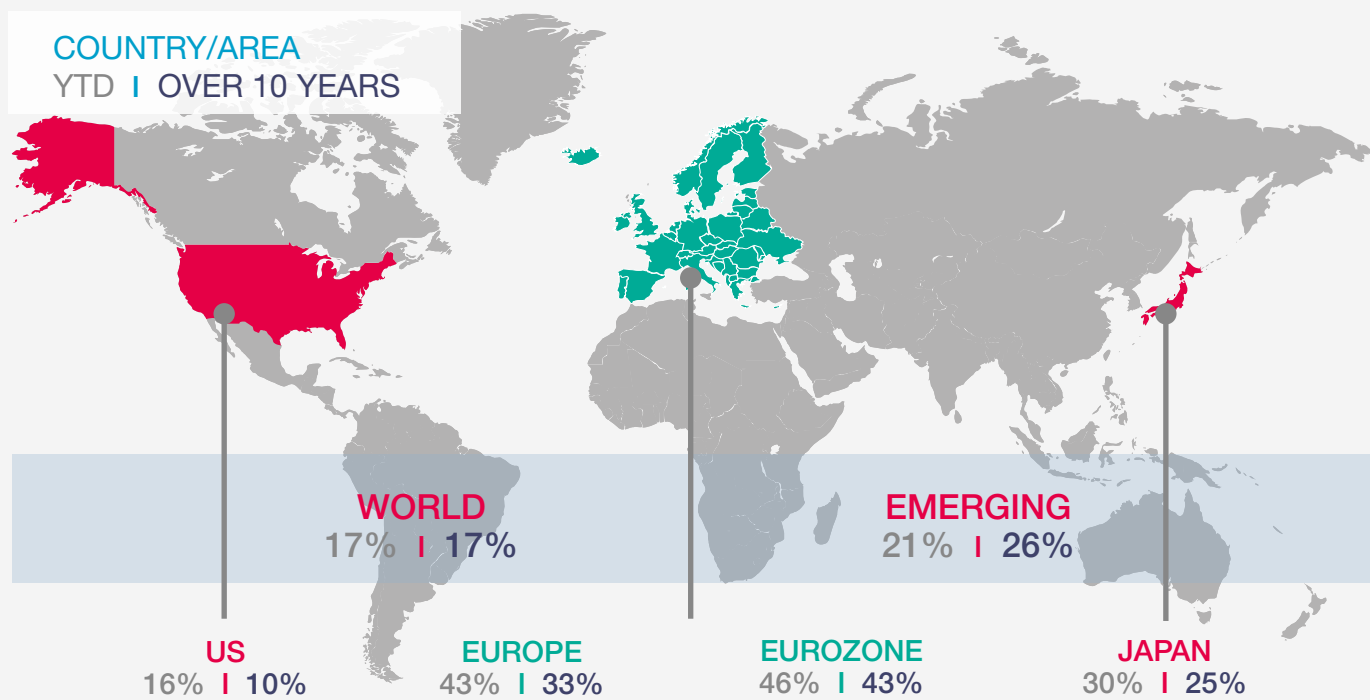 COUNTRY/AREA
YTD I OVER 10 YEARS
WORLD
17% I 17%
EMERGING
21% I 26%
US
16% I 10%
EUROPE
43% I 33%
EUROZONE
46% I 43%
JAPAN
30% I 25%